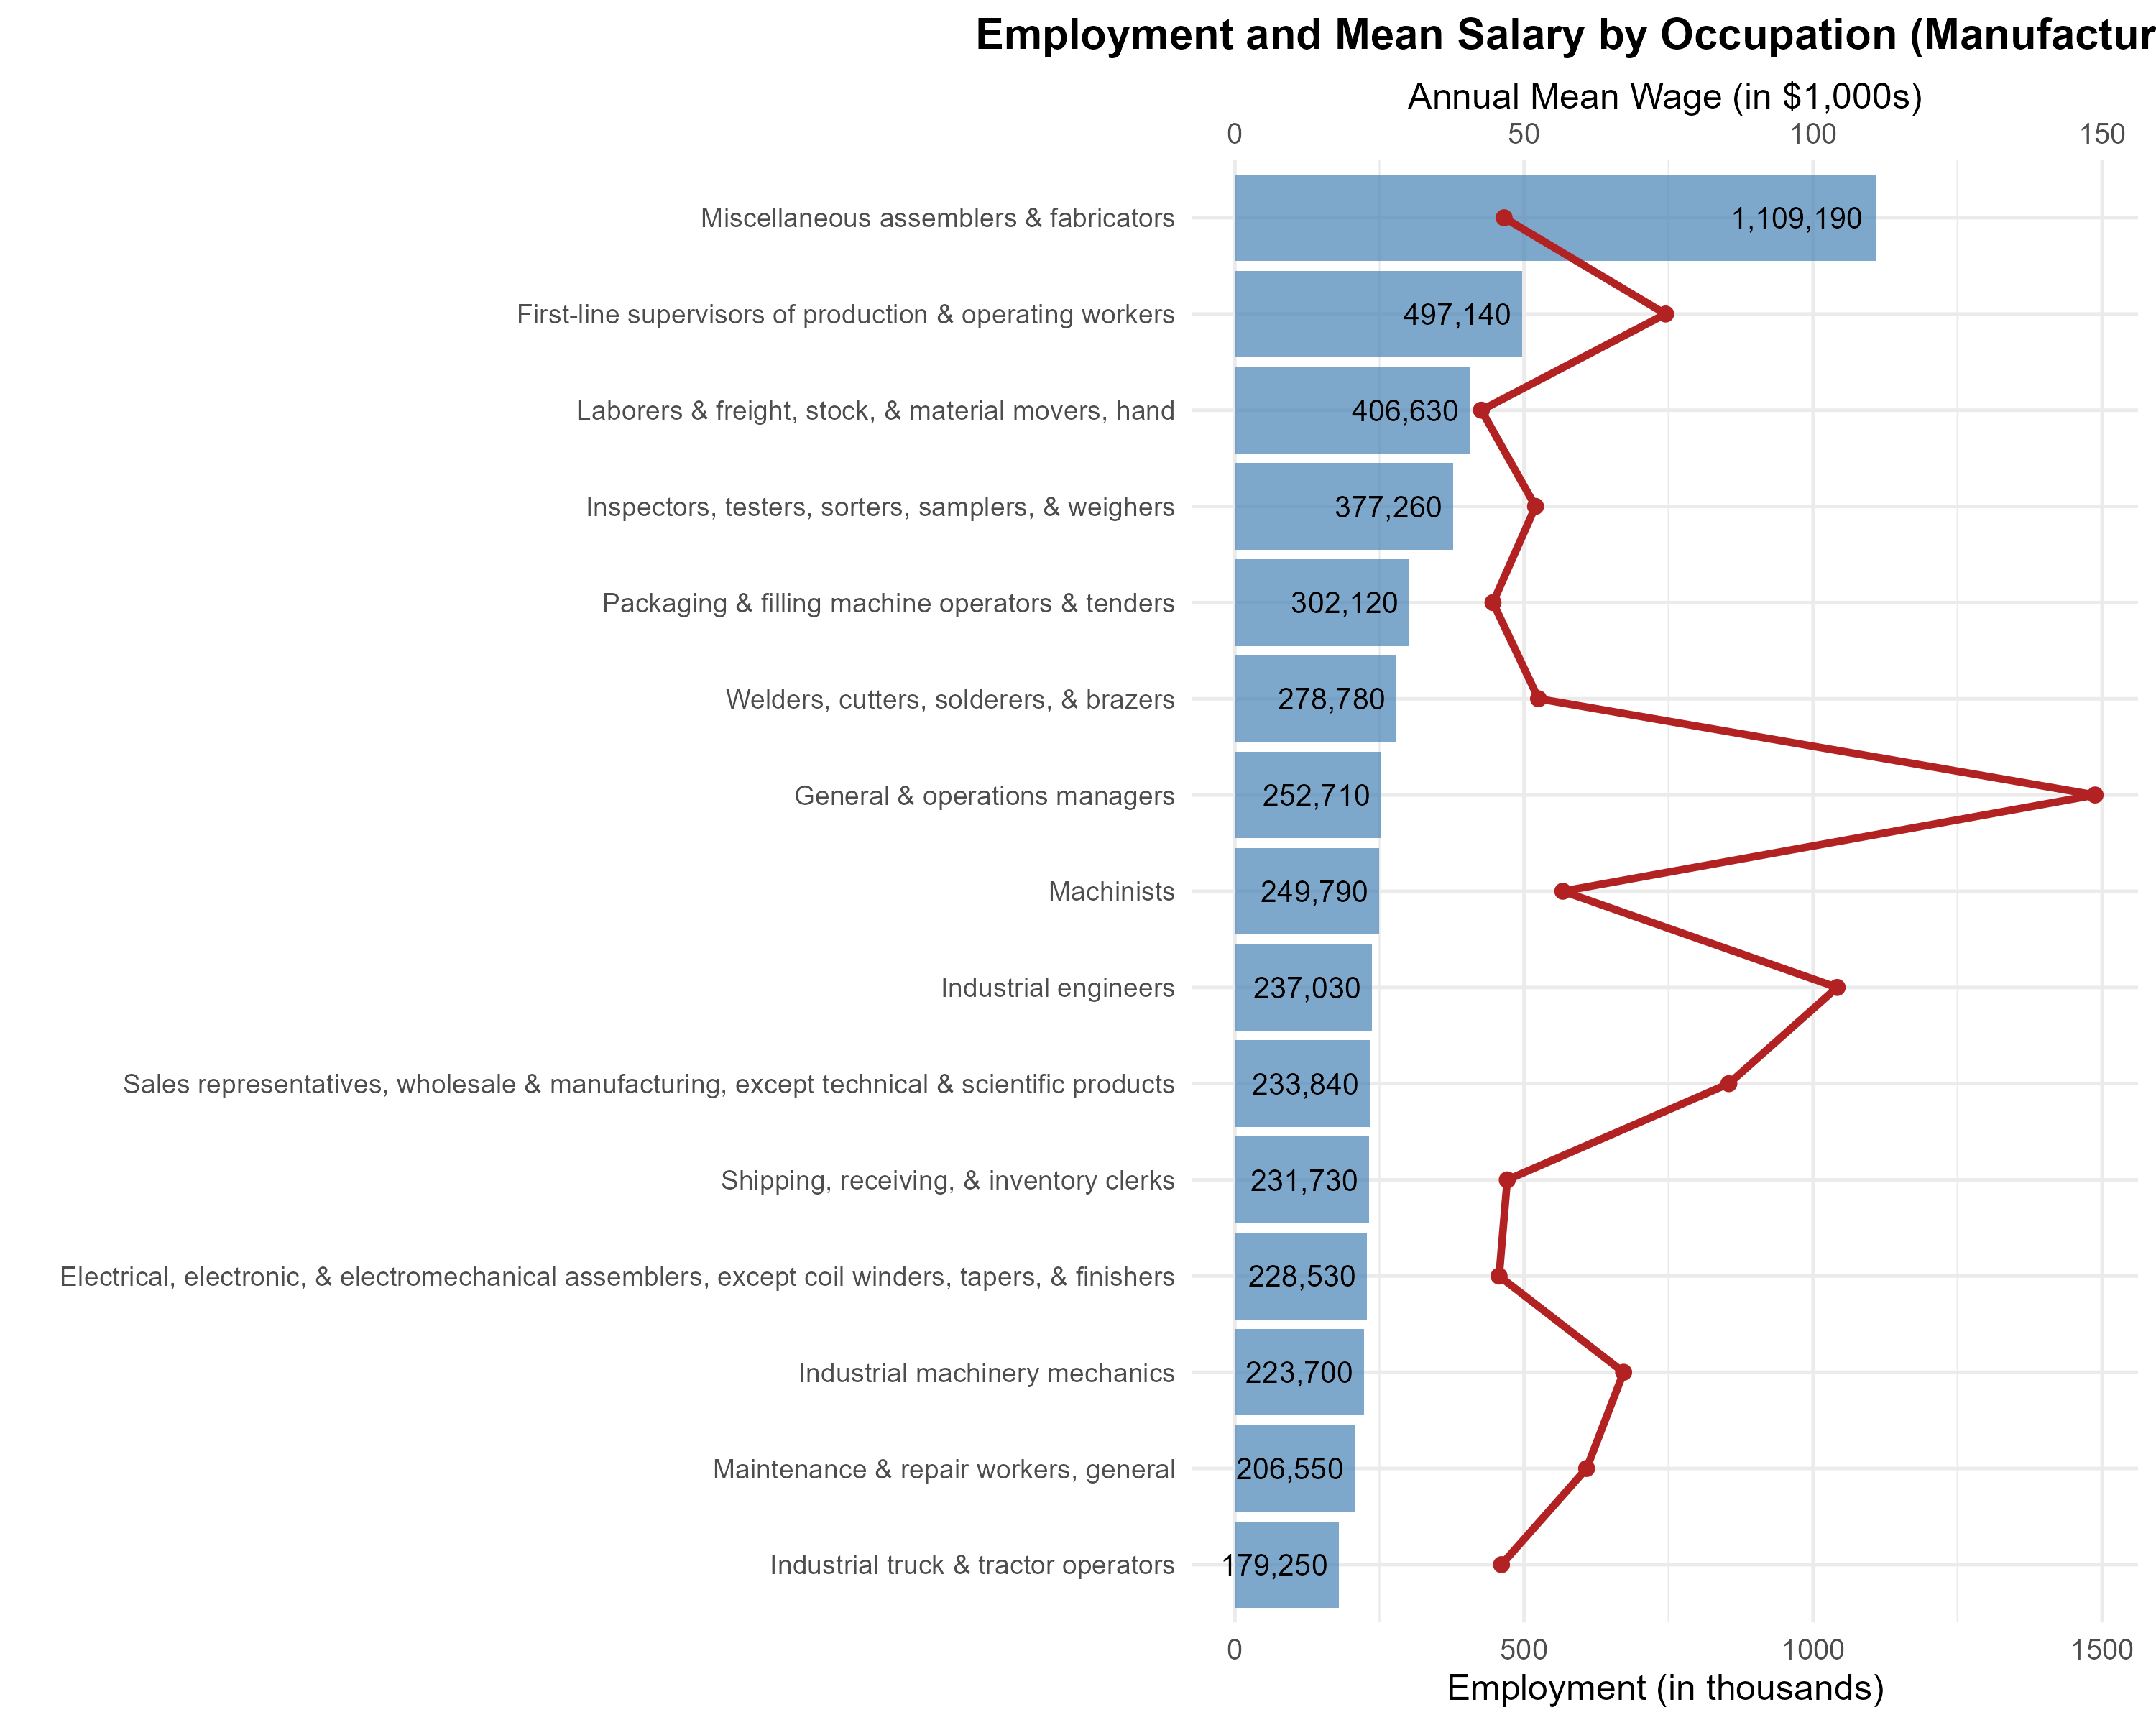 Employment and Mean Salary by Occupation (Manufactur
Annual Mean Wage (in $1,000s)
0 50 100 150
Miscellaneous assemblers & fabricators 1,109,190
First-line supervisors of production & operating workers 497,140
Laborers & freight, stock, & material movers, hand 406,630
Inspectors, testers, sorters, samplers, & weighers 377,260
Packaging & filling machine operators & tenders 302,120
Welders, cutters, solderers, & brazers 278,780
General & operations managers 252,710
Machinists 249,790
Industrial engineers 237,030
Sales representatives, wholesale & manufacturing, except technical & scientific products 233,840
Shipping, receiving, & inventory clerks 231,730
Electrical, electronic, & electromechanical assemblers, except coil winders, tapers, & finishers 228,530
Industrial machinery mechanics 223,700
Maintenance & repair workers, general 206,550
Industrial truck & tractor operators 179,250
0 500 1000 1500
Employment (in thousands)